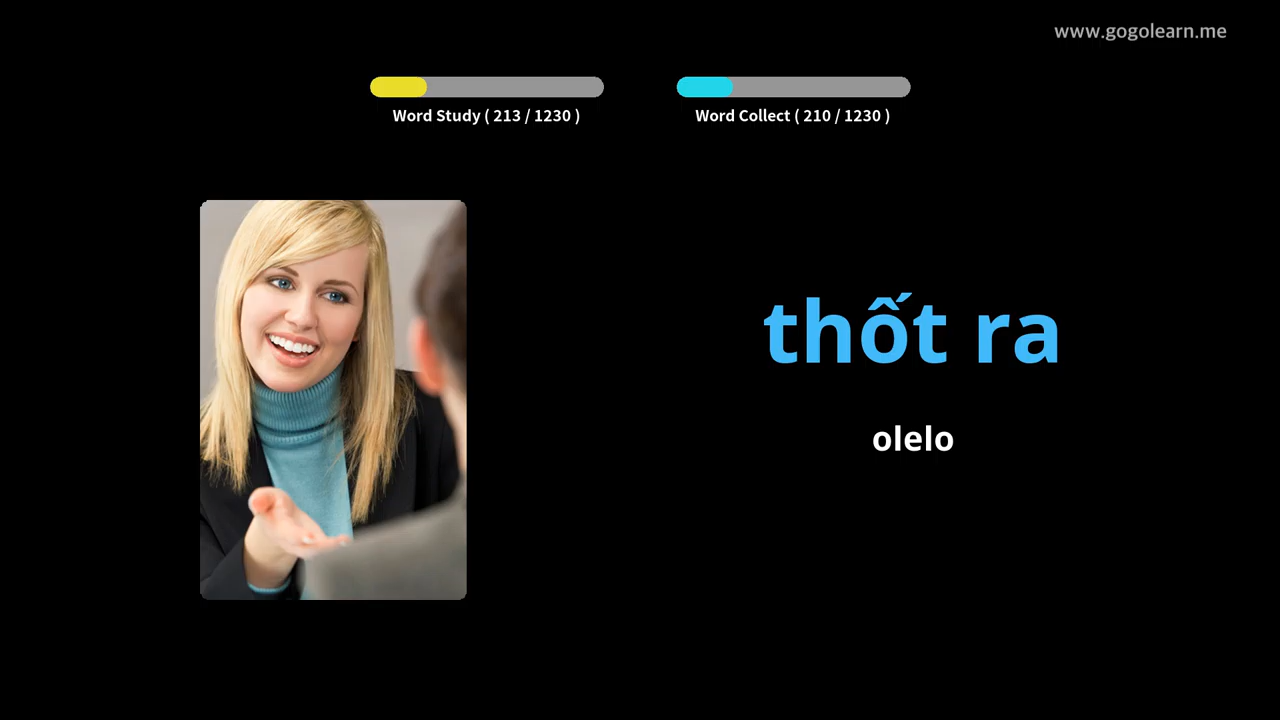 www.gogolearn.me
Word Study ( 213 / 1230 )
Word Collect ( 210 / 1230 )
thốt ra
olelo